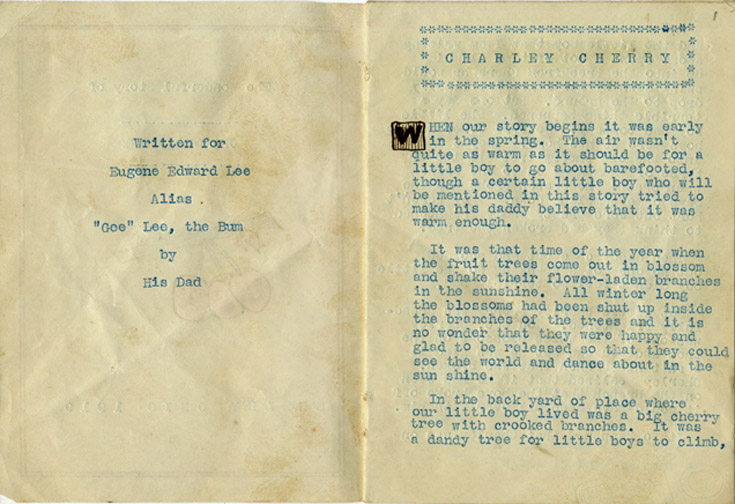 Written for
Eugene Edward Lee
Alias .
"Gee" Lee, the Bum
by
His Dad
1
CHARLEY CHERRY
WHEN our story begins it was early
in the spring. The air wasn't
quite as warm as it should be for a
little boy to go about barefooted,
though a certain little boy who will
be mentioned in this story tried to
make his daddy believe that it was
warm enough.
It was that time of the year when
the fruit trees come out in blossom
and shake their flower-laden branches
in the sunshine. All winter long
the blossoms had been shut up inside
the branches of the trees and it is
no wonder that they were happy and
glad to be released so that they could
see the world and dance about in the
sun shine.
In the back yard of place where
our little boy lived was a big cherry
tree with crooked branches. It was
a dandy tree for little boys to climb,